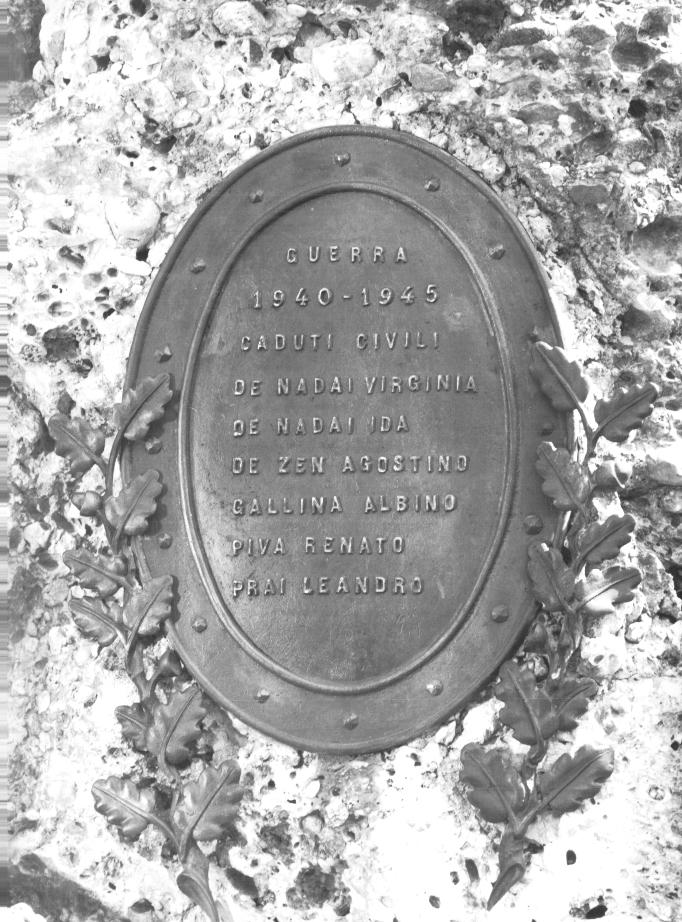 GUERRA
1940-1945
CADUTI CIVILI
DE NADAI VIRGINIA
DE NADAI IDA
DE ZEN AGOSTINO
GALLINA ALBINO
PIVA RENATO
PRAI LEANDRO